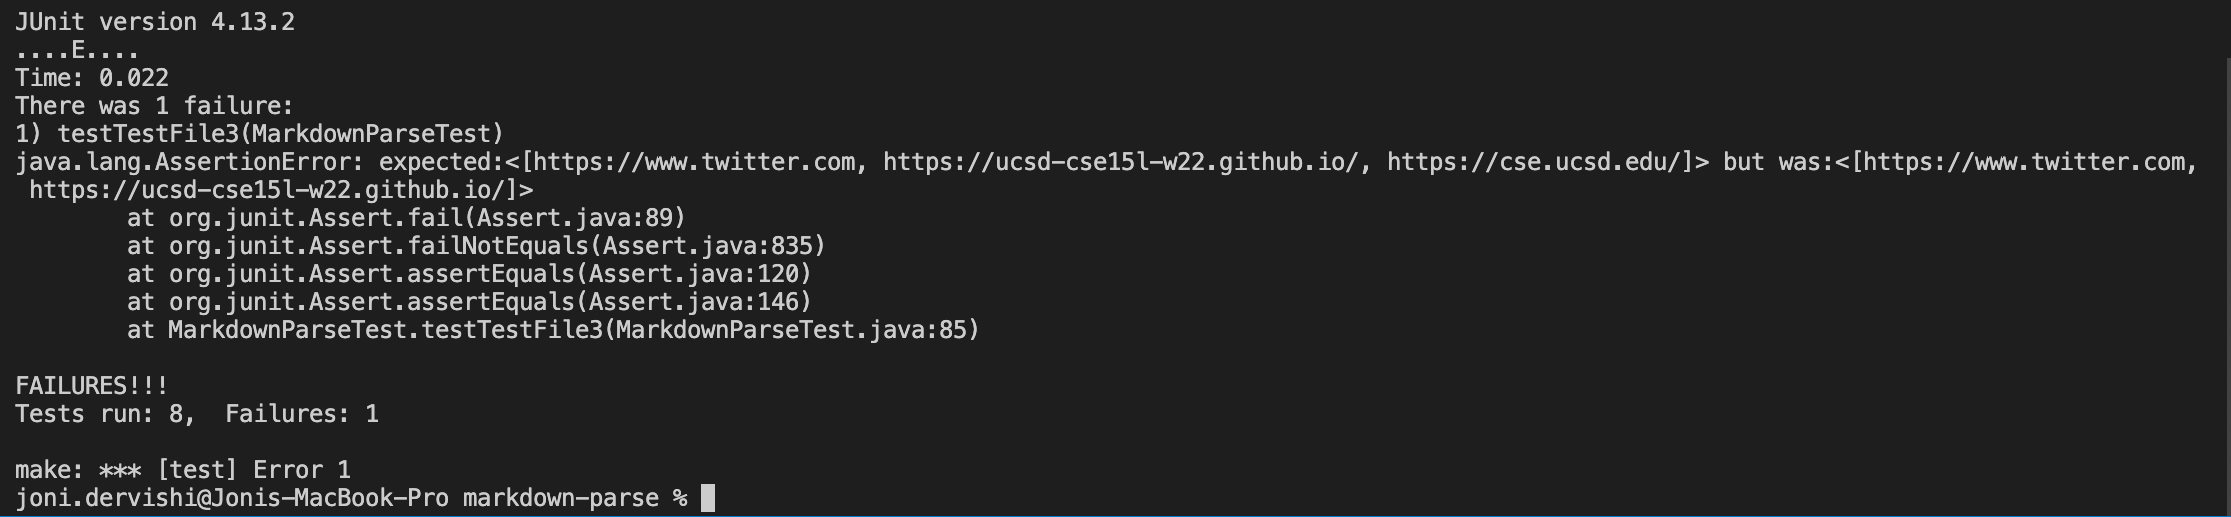 JUnit version 4.13.2
....E....
Time: 0.022
There was 1 failure:
1) testTestFile3(MarkdownParseTest)
java.lang.AssertionError: expected:<[https://www.twitter.com, https://ucsd-cse15l-w22.github.io/, https://cse.ucsd.edu/]> but was:<[https://www.twitter.com,
 https://ucsd-cse15l-w22.github.io/]>
        at org.junit.Assert.fail(Assert.java:89)
        at org.junit.Assert.failNotEquals(Assert.java:835)
        at org.junit.Assert.assertEquals(Assert.java:120)
        at org.junit.Assert.assertEquals(Assert.java:146)
        at MarkdownParseTest.testTestFile3(MarkdownParseTest.java:85)

FAILURES!!!
Tests run: 8,  Failures: 1

make: *** [test] Error 1
joni.dervishi@Jonis-MacBook-Pro markdown-parse %